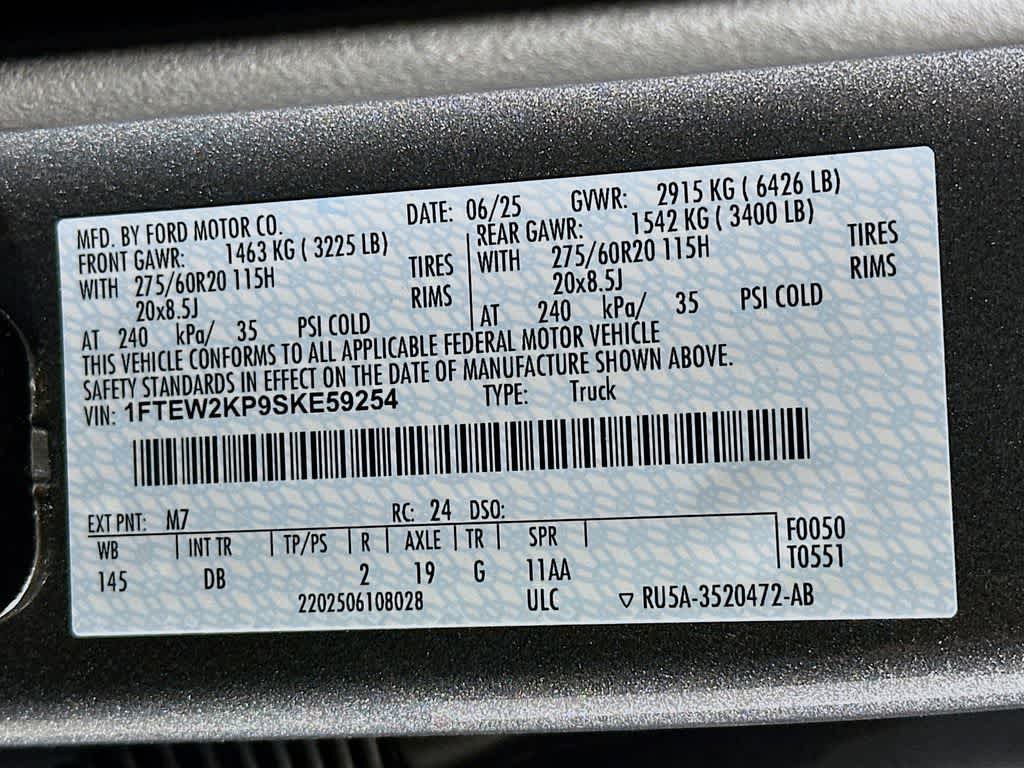 MFD. BY FORD MOTOR CO. DATE: 06/25 GVWR: 2915 KG ( 6426 LB)
FRONT GAWR: 1463 KG ( 3225 LB) REAR GAWR: 1542 KG ( 3400 LB)
WITH 275/60R20 115H TIRES WITH 275/60R20 115H TIRES
20x8.5J RIMS 20x8.5J RIMS
AT 240 kPa/ 35 PSI COLD AT 240 kPa/ 35 PSI COLD
THIS VEHICLE CONFORMS TO ALL APPLICABLE FEDERAL MOTOR VEHICLE
SAFETY STANDARDS IN EFFECT ON THE DATE OF MANUFACTURE SHOWN ABOVE.
VIN: 1FTEW2KP9SKE59254 TYPE: Truck
EXT PNT: M7 RC: 24 DSO:
WB INT TR TP/PS R AXLE TR SPR F0050
145 DB 2 19 G 11AA T0551
2202506108028 ULC ▽ RU5A-3520472-AB